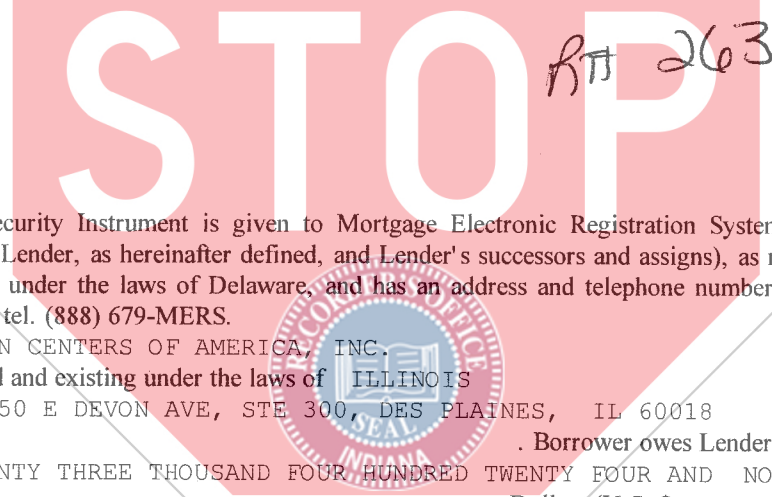 STOP
RTI 263
ecurity Instrument is given to Mortgage Electronic Registration System
Lender, as hereinafter defined, and Lender's successors and assigns), as
under the laws of Delaware, and has an address and telephone number
tel. (888) 679-MERS.
N CENTERS OF AMERICA, INC.
and existing under the laws of ILLINOIS
50 E DEVON AVE, STE 300, DES PLAINES, IL 60018
. Borrower owes Lender
NTY THREE THOUSAND FOUR HUNDRED TWENTY FOUR AND NO
RECORDER'S OFFICE
SEAL
INDIANA